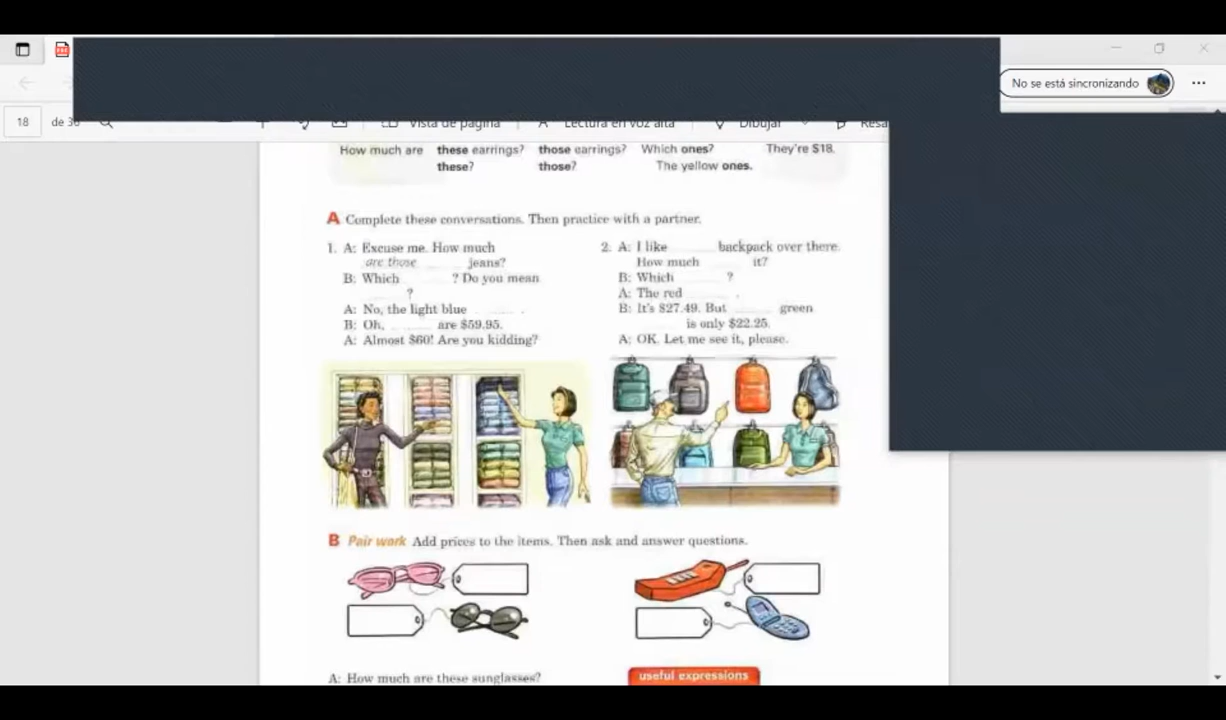 No se está sincronizando
18 de 36
Vista de página Lectura en voz alta Dibujar
How much are these earrings? those earrings? Which ones? They're $18.
these? those? The yellow ones.
A Complete these conversations. Then practice with a partner.
1. A: Excuse me. How much
are those jeans?
B: Which ? Do you mean
?
A: No, the light blue .
B: Oh, are $59.95.
A: Almost $60! Are you kidding?
2. A: I like backpack over there.
How much it?
B: Which ?
A: The red .
B: It's $27.49. But green
is only $22.25.
A: OK. Let me see it, please.
B Pair work Add prices to the items. Then ask and answer questions.
A: How much are these sunglasses?
useful expressions